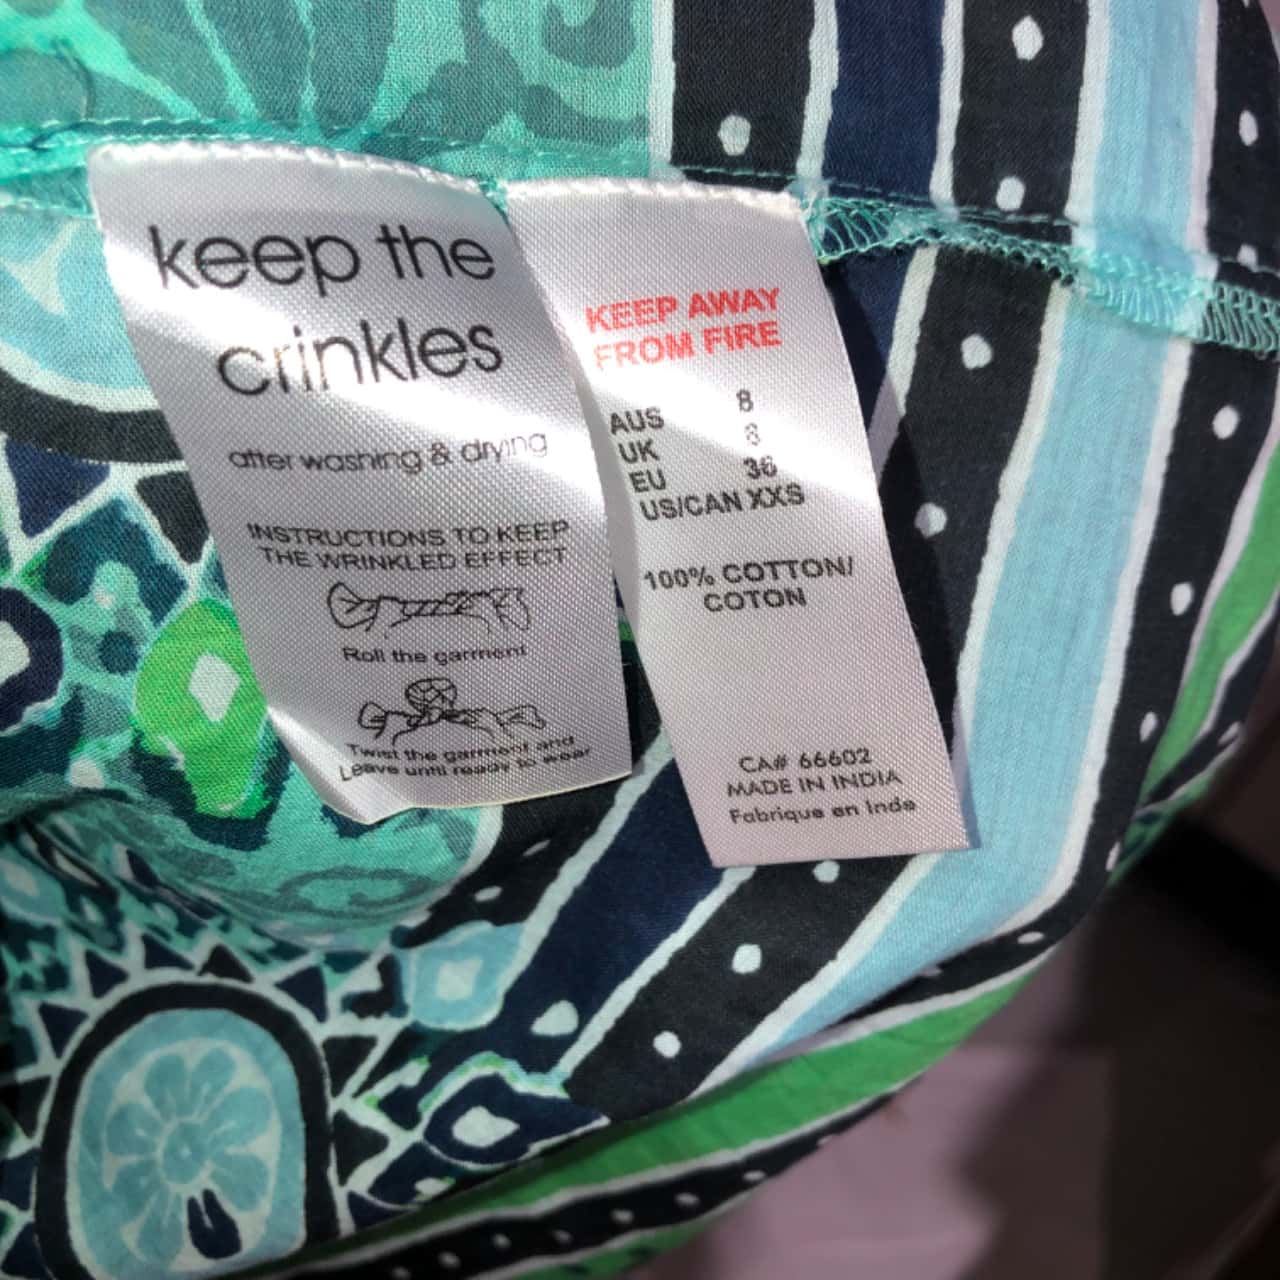 keep the
crinkles
after washing & drying
INSTRUCTIONS TO KEEP
THE WRINKLED EFFECT
Roll the garment
Twist the garment and
Leave until ready to wear
KEEP AWAY
FROM FIRE
AUS 8
UK 8
EU 36
US/CAN XXS
100% COTTON/
COTON
CA# 66602
MADE IN INDIA
Fabrique en Inde